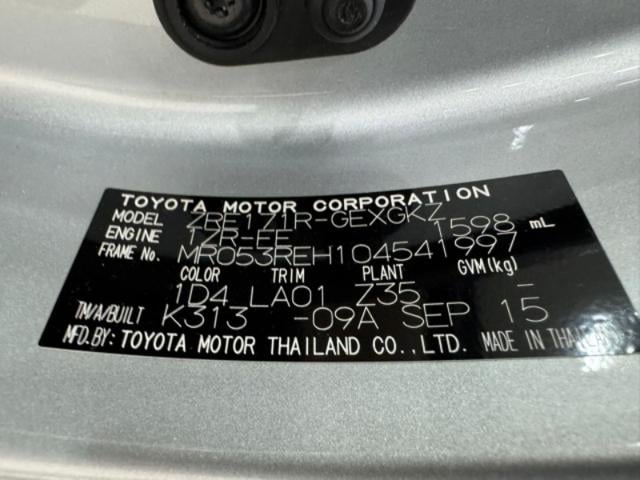 TOYOTA MOTOR CORPORATION
MODEL ZRE171R-GEXGKZ
ENGINE 1ZR-FE 1598 mL
FRAME No. MR053REH104541997
COLOR TRIM PLANT GVM(kg)
1D4 LA01 Z35 –
TM/A/BUILT K313 -09A SEP 15
MFD.BY: TOYOTA MOTOR THAILAND CO.,LTD. MADE IN THAILAND